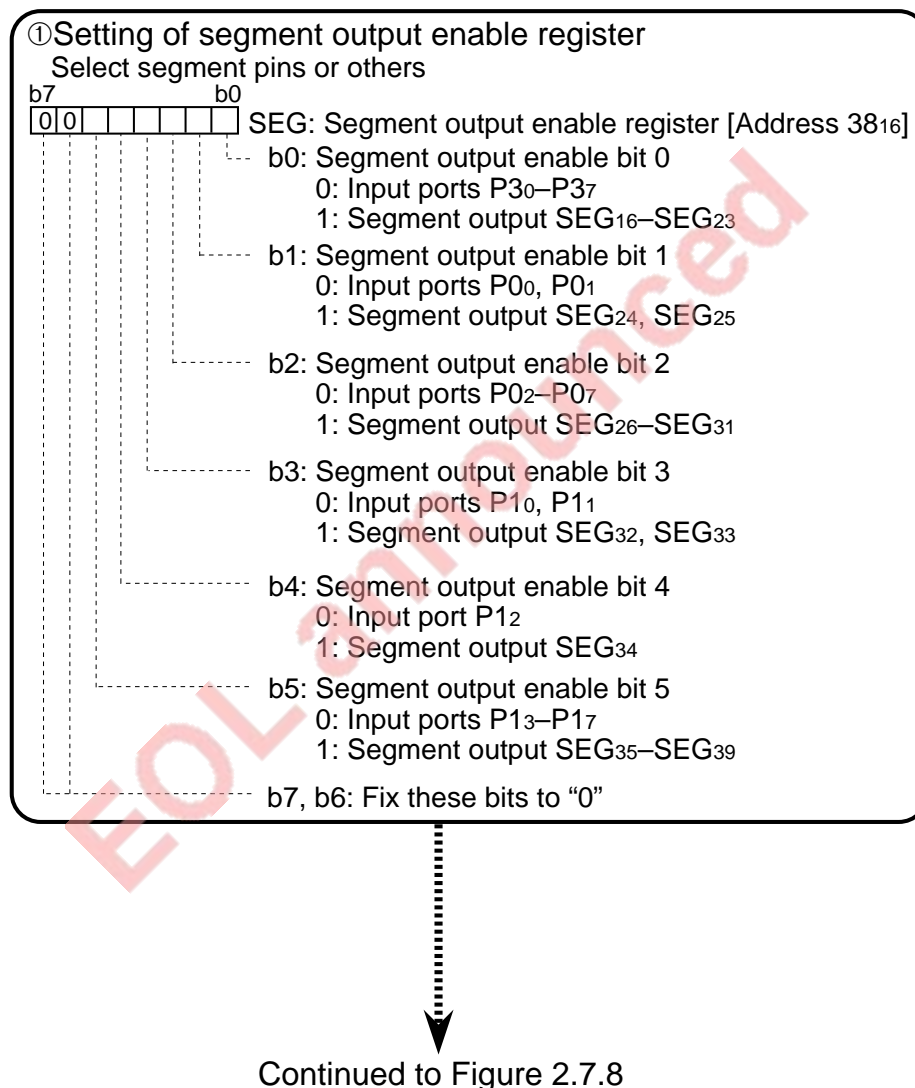 ①Setting of segment output enable register
Select segment pins or others
b7 b0
0 0 SEG: Segment output enable register [Address 3816]
b0: Segment output enable bit 0
0: Input ports P30–P37
1: Segment output SEG16–SEG23
b1: Segment output enable bit 1
0: Input ports P00, P01
1: Segment output SEG24, SEG25
b2: Segment output enable bit 2
0: Input ports P02–P07
1: Segment output SEG26–SEG31
b3: Segment output enable bit 3
0: Input ports P10, P11
1: Segment output SEG32, SEG33
b4: Segment output enable bit 4
0: Input port P12
1: Segment output SEG34
b5: Segment output enable bit 5
0: Input ports P13–P17
1: Segment output SEG35–SEG39
b7, b6: Fix these bits to “0”
EOL announced
Continued to Figure 2.7.8